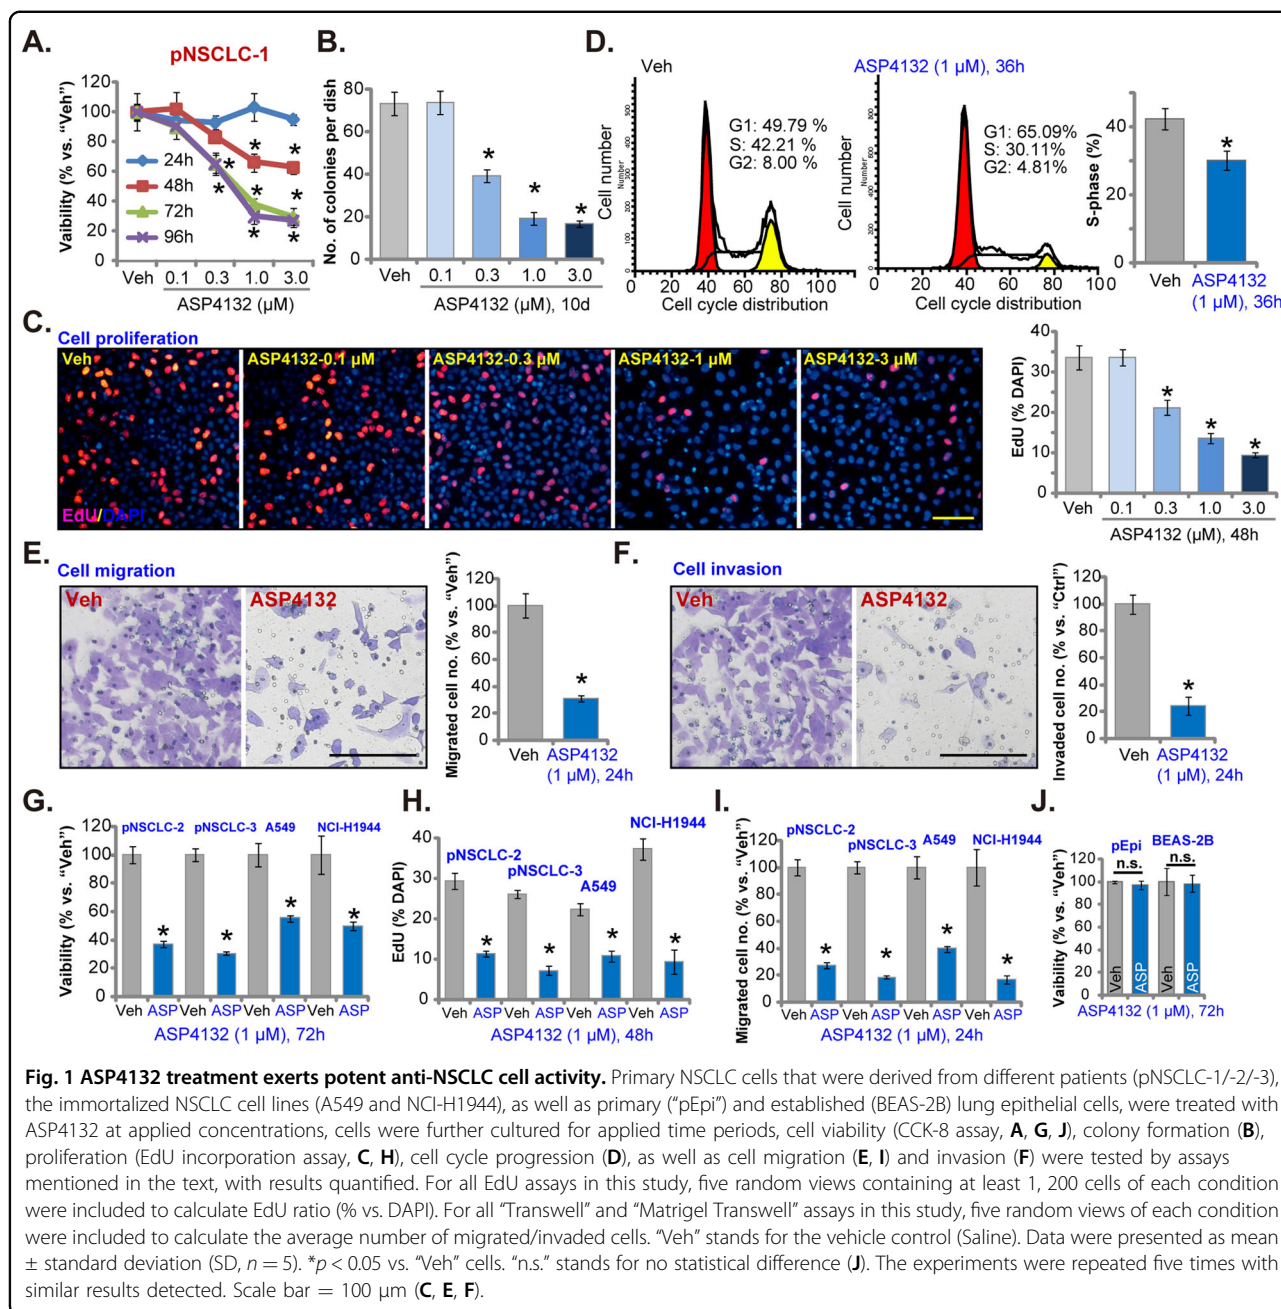 A.
pNSCLC-1
Vaibility (% vs. “Veh”)
120
100
80
60
40
20
0
24h
48h
72h
96h
*
*
*
*
*
*
*
*
Veh
0.1
0.3
1.0
3.0
ASP4132 (µM)
B.
No. of colonies per dish
100
80
60
40
20
0
*
*
*
Veh
0.1
0.3
1.0
3.0
ASP4132 (µM), 10d
D.
Veh
Cell number
Number
0
100
200
300
400
500
G1: 49.79 %
S: 42.21 %
G2: 8.00 %
0 20 40 60 80 100
Cell cycle distribution
ASP4132 (1 µM), 36h
Cell number
Number
0
200
400
600
800
G1: 65.09%
S: 30.11%
G2: 4.81%
0 20 40 60 80 100
Cell cycle distribution
S-phase (%)
40
20
0
*
Veh
ASP4132
(1 µM), 36h
C.
Cell proliferation
Veh
ASP4132-0.1 µM
ASP4132-0.3 µM
ASP4132-1 µM
ASP4132-3 µM
EdU/DAPI
EdU (% DAPI)
40
30
20
10
0
*
*
*
Veh
0.1
0.3
1.0
3.0
ASP4132 (µM), 48h
E.
Cell migration
Veh
ASP4132
Migrated cell no. (% vs. “Veh”)
120
100
80
60
40
20
0
*
Veh
ASP4132
(1 µM), 24h
F.
Cell invasion
Veh
ASP4132
Invaded cell no. (% vs. “Ctrl”)
120
100
80
60
40
20
0
*
Veh
ASP4132
(1 µM), 24h
G.
Vaibility (% vs. “Veh”)
120
100
80
60
40
20
0
pNSCLC-2
pNSCLC-3
A549
NCI-H1944
*
*
*
*
Veh ASP Veh ASP Veh ASP Veh ASP
ASP4132 (1 µM), 72h
H.
EdU (% DAPI)
40
30
20
10
0
pNSCLC-2
pNSCLC-3
A549
NCI-H1944
*
*
*
*
Veh ASP Veh ASP Veh ASP Veh ASP
ASP4132 (1 µM), 48h
I.
Migrated cell no. (% vs. “Veh”)
120
100
80
60
40
20
0
pNSCLC-2
pNSCLC-3
A549
NCI-H1944
*
*
*
*
Veh ASP Veh ASP Veh ASP Veh ASP
ASP4132 (1 µM), 24h
J.
Vaibility (% vs. “Veh”)
120
100
80
60
40
20
0
pEpi
BEAS-2B
n.s.
n.s.
Veh
ASP
Veh
ASP
ASP4132 (1 µM), 72h
Fig. 1 ASP4132 treatment exerts potent anti-NSCLC cell activity. Primary NSCLC cells that were derived from different patients (pNSCLC-1/-2/-3),
the immortalized NSCLC cell lines (A549 and NCI-H1944), as well as primary (“pEpi”) and established (BEAS-2B) lung epithelial cells, were treated with
ASP4132 at applied concentrations, cells were further cultured for applied time periods, cell viability (CCK-8 assay, A, G, J), colony formation (B),
proliferation (EdU incorporation assay, C, H), cell cycle progression (D), as well as cell migration (E, I) and invasion (F) were tested by assays
mentioned in the text, with results quantified. For all EdU assays in this study, five random views containing at least 1, 200 cells of each condition
were included to calculate EdU ratio (% vs. DAPI). For all “Transwell” and “Matrigel Transwell” assays in this study, five random views of each condition
were included to calculate the average number of migrated/invaded cells. “Veh” stands for the vehicle control (Saline). Data were presented as mean
± standard deviation (SD, n = 5). *p < 0.05 vs. “Veh” cells. “n.s.” stands for no statistical difference (J). The experiments were repeated five times with
similar results detected. Scale bar = 100 µm (C, E, F).